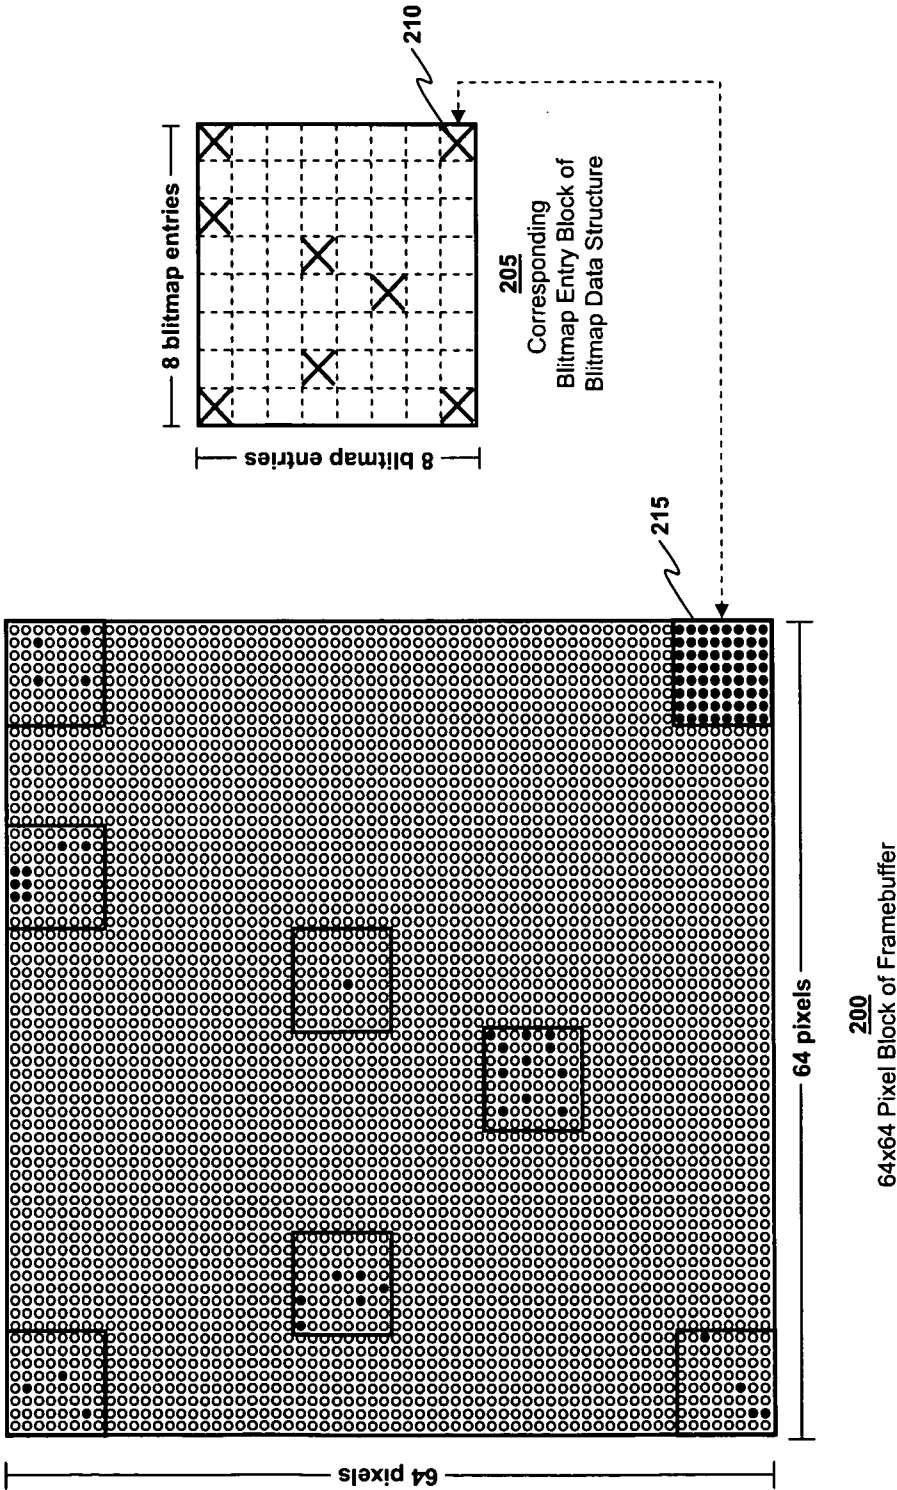 210
8 blitmap entries
8 blitmap entries
205
Corresponding
Blitmap Entry Block of
Blitmap Data Structure
215
64 pixels
64 pixels
200
64x64 Pixel Block of Framebuffer